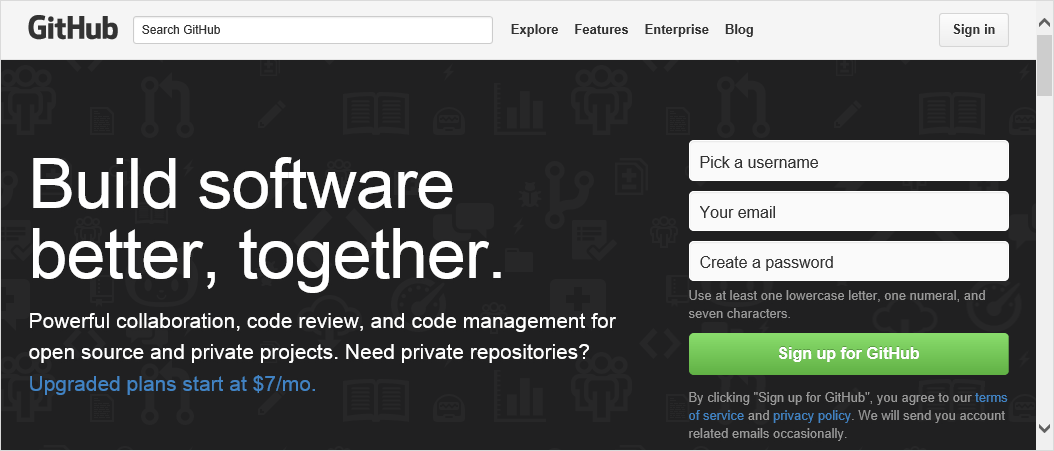 GitHub
Search GitHub
Explore
Features
Enterprise
Blog
Sign in
Build software
better, together.
Powerful collaboration, code review, and code management for
open source and private projects. Need private repositories?
Upgraded plans start at $7/mo.
Pick a username
Your email
Create a password
Use at least one lowercase letter, one numeral, and
seven characters.
Sign up for GitHub
By clicking "Sign up for GitHub", you agree to our terms
of service and privacy policy. We will send you account
related emails occasionally.